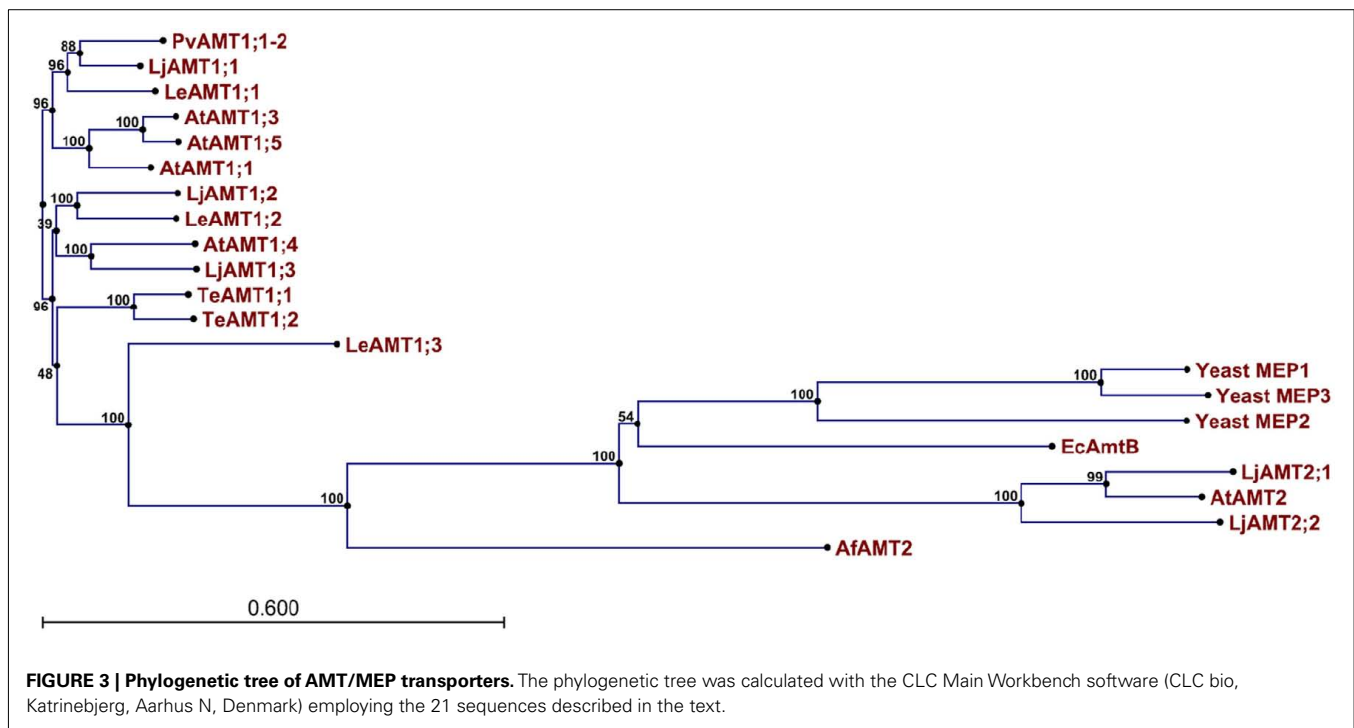 88
PvAMT1;1-2
96
LjAMT1;1
LeAMT1;1
96
100
AtAMT1;3
100
AtAMT1;5
AtAMT1;1
100
LjAMT1;2
39
LeAMT1;2
100
AtAMT1;4
LjAMT1;3
96
100
TeAMT1;1
TeAMT1;2
48
LeAMT1;3
100
100
Yeast MEP1
100
Yeast MEP3
54
Yeast MEP2
100
EcAmtB
99
LjAMT2;1
100
AtAMT2
100
LjAMT2;2
AfAMT2
0.600
FIGURE 3 | Phylogenetic tree of AMT/MEP transporters. The phylogenetic tree was calculated with the CLC Main Workbench software (CLC bio,
Katrinebjerg, Aarhus N, Denmark) employing the 21 sequences described in the text.